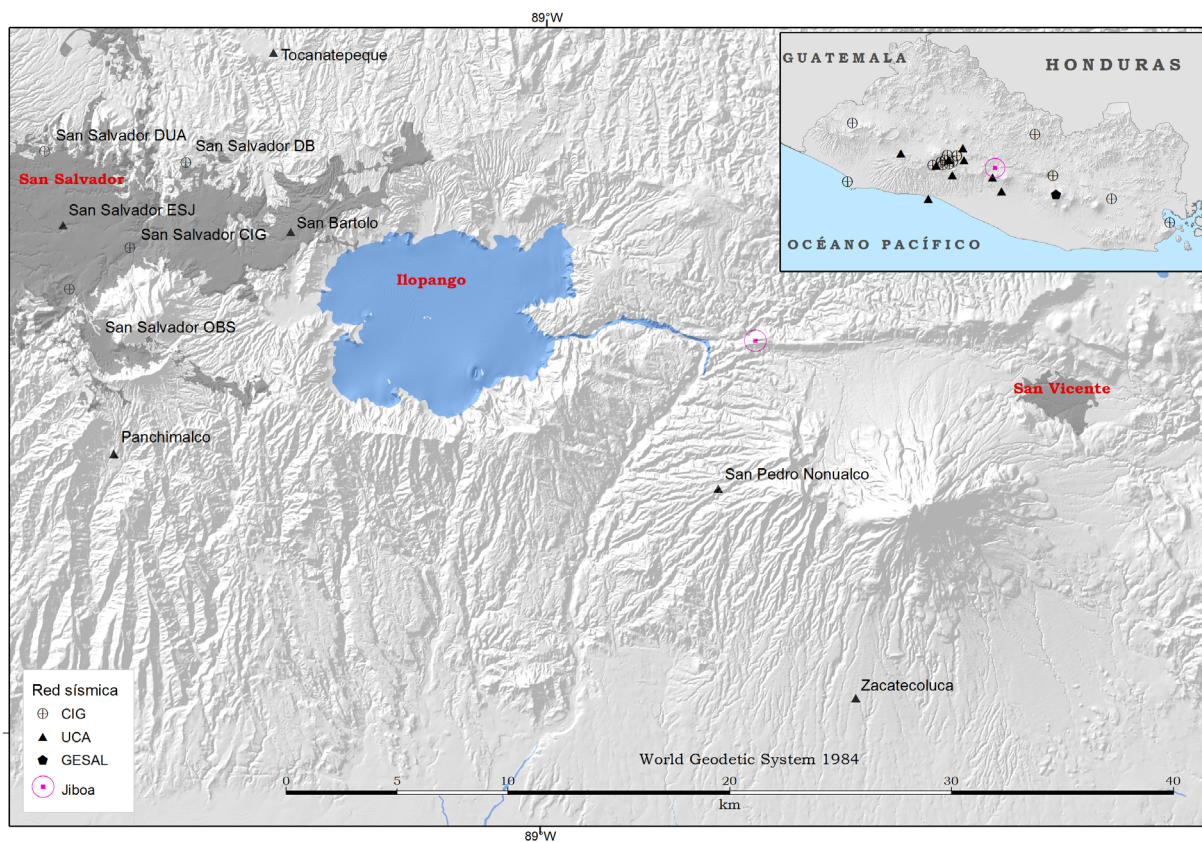 89°W
Tocanatepeque
GUATEMALA
HONDURAS
OCÉANO PACÍFICO
San Salvador DUA
San Salvador DB
San Salvador
San Salvador ESJ
San Bartolo
San Salvador CIG
Ilopango
San Salvador OBS
San Vicente
Panchimalco
San Pedro Nonualco
Zacatecoluca
Red sísmica
CIG
UCA
GESAL
Jiboa
World Geodetic System 1984
0 5 10 20 30 40
km
89°W